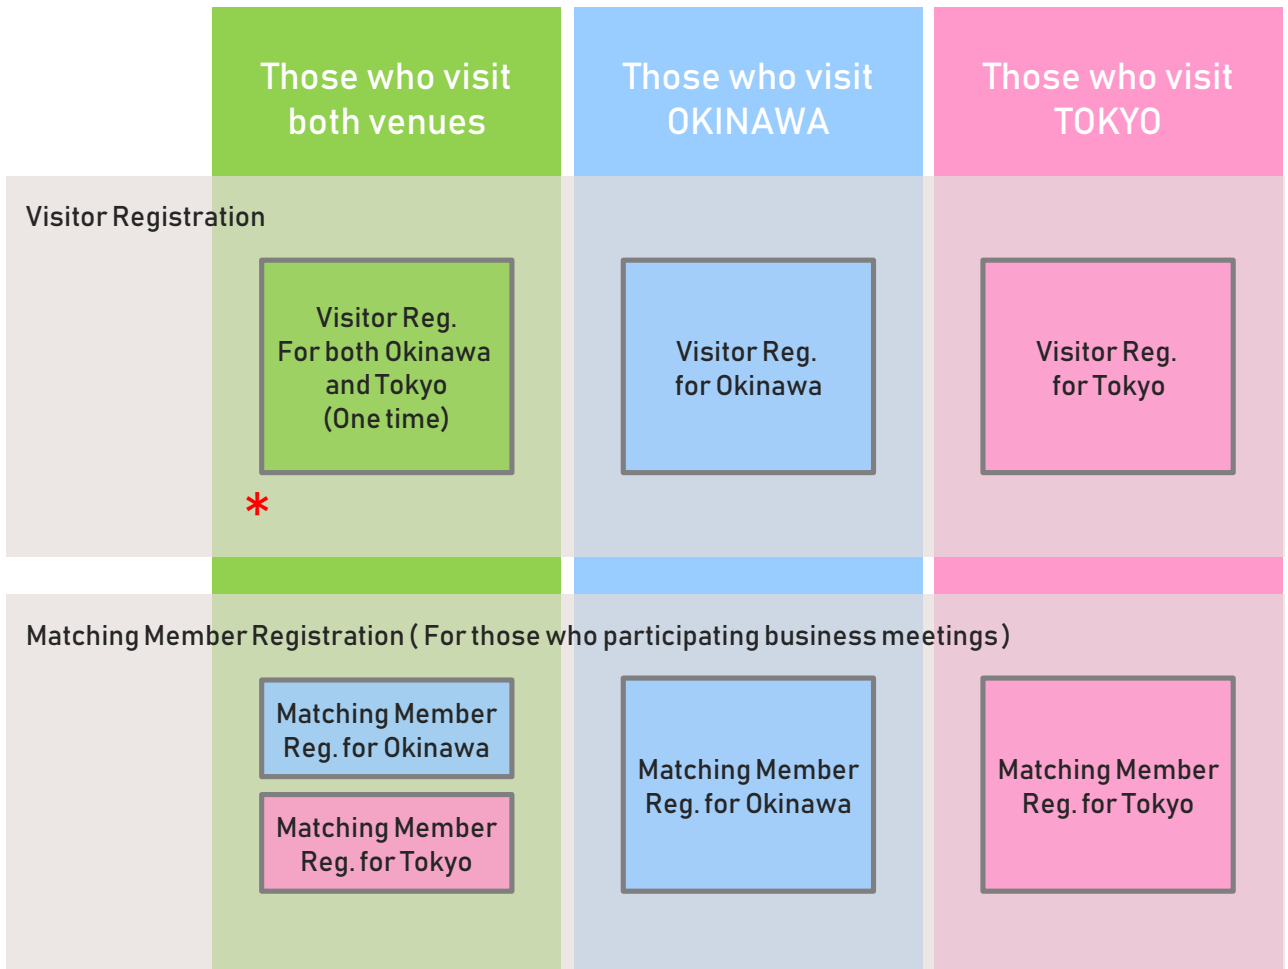 Those who visit
both venues
Those who visit
OKINAWA
Those who visit
TOKYO
Visitor Registration
Visitor Reg.
For both Okinawa
and Tokyo
(One time)
Visitor Reg.
for Okinawa
Visitor Reg.
for Tokyo
*
Matching Member Registration ( For those who participating business meetings )
Matching Member
Reg. for Okinawa
Matching Member
Reg. for Tokyo
Matching Member
Reg. for Okinawa
Matching Member
Reg. for Tokyo